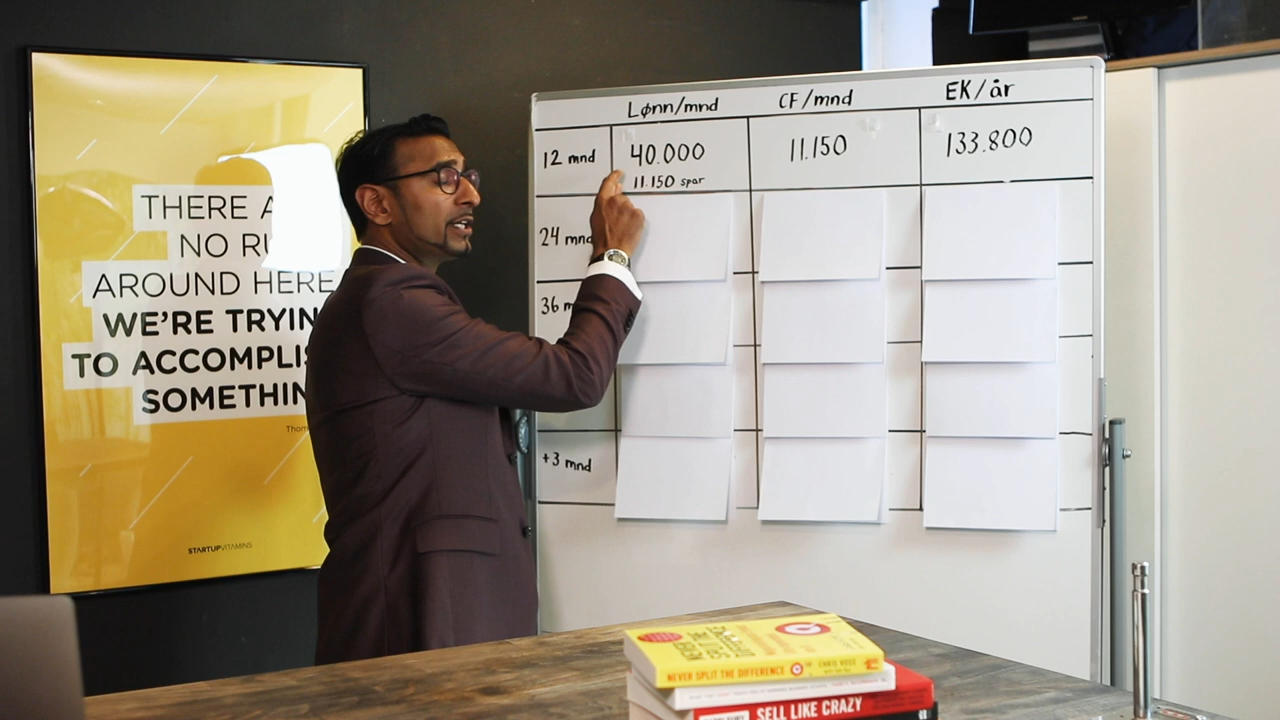 THERE A
NO RU
AROUND HERE
WE'RE TRYIN
TO ACCOMPLIS
SOMETHIN
Thom
STARTUPVITAMINS
Lønn/mnd CF/mnd EK/år
12 mnd 40.000 11.150 133.800
11.150 spar
24 mnd
36 m
+3 mnd
NEVER SPLIT THE DIFFERENCE CHRIS VOSS
SELL LIKE CRAZY